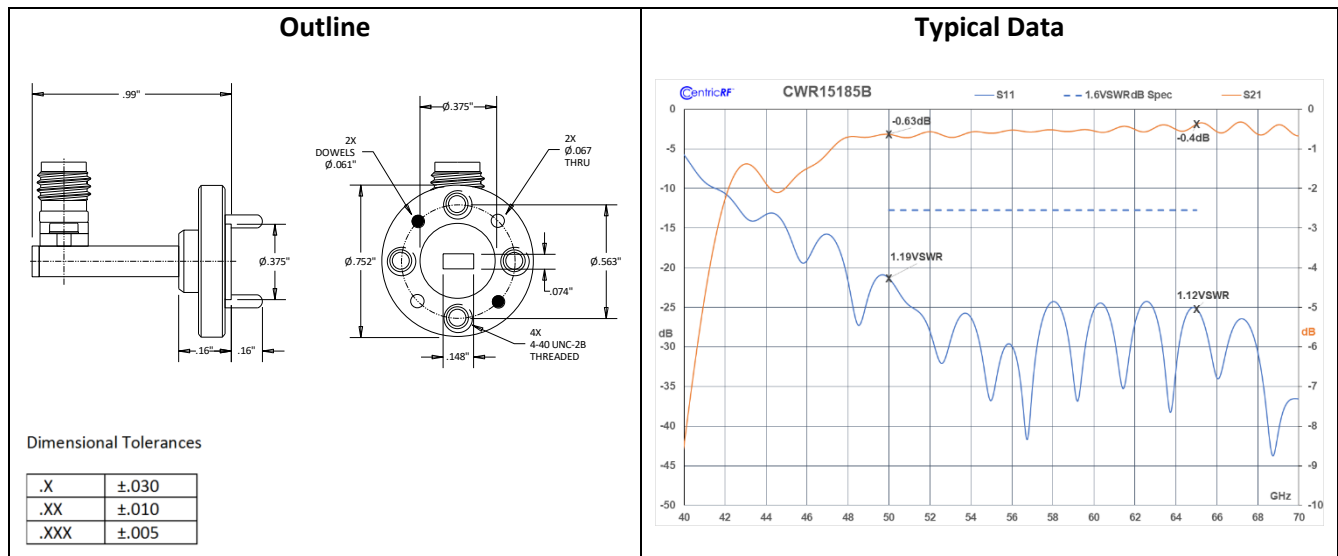 Outline
.99"
Ø.375"
2X
DOWELS
Ø.061"
2X
Ø.067
THRU
Ø.375"
Ø.752"
Ø.563"
.074"
.16"
.16"
.148"
4X
4-40 UNC-2B
THREADED
Dimensional Tolerances
.X ±.030
.XX ±.010
.XXX ±.005
Typical Data
CentricRF CWR15185B S11 1.6VSWR dB Spec S21
0 0
-0.63dB
-0.4dB
-5 -1
-10 -2
-15 -3
1.19VSWR
-20 -4
1.12VSWR
-25 -5
dB dB
-30 -6
-35 -7
-40 -8
-45 -9
GHz
-50 -10
40 42 44 46 48 50 52 54 56 58 60 62 64 66 68 70